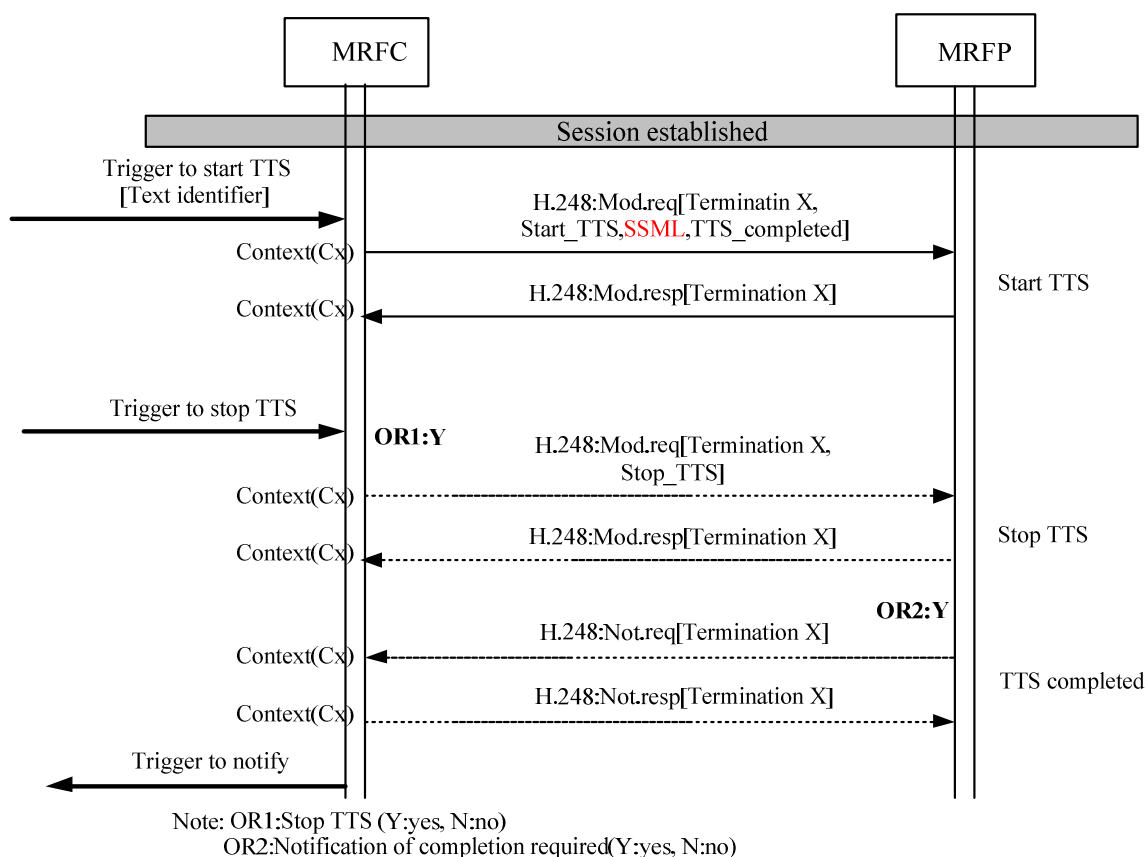 MRFC
MRFP
Session established
Trigger to start TTS
[Text identifier]
H.248:Mod.req[Terminatin X,
Start_TTS,SSML,TTS_completed]
Context(Cx)
Start TTS
H.248:Mod.resp[Termination X]
Context(Cx)
Trigger to stop TTS
OR1:Y
H.248:Mod.req[Termination X,
Stop_TTS]
Context(Cx)
H.248:Mod.resp[Termination X]
Stop TTS
Context(Cx)
OR2:Y
H.248:Not.req[Termination X]
Context(Cx)
TTS completed
H.248:Not.resp[Termination X]
Context(Cx)
Trigger to notify
Note: OR1:Stop TTS (Y:yes, N:no)
OR2:Notification of completion required(Y:yes, N:no)